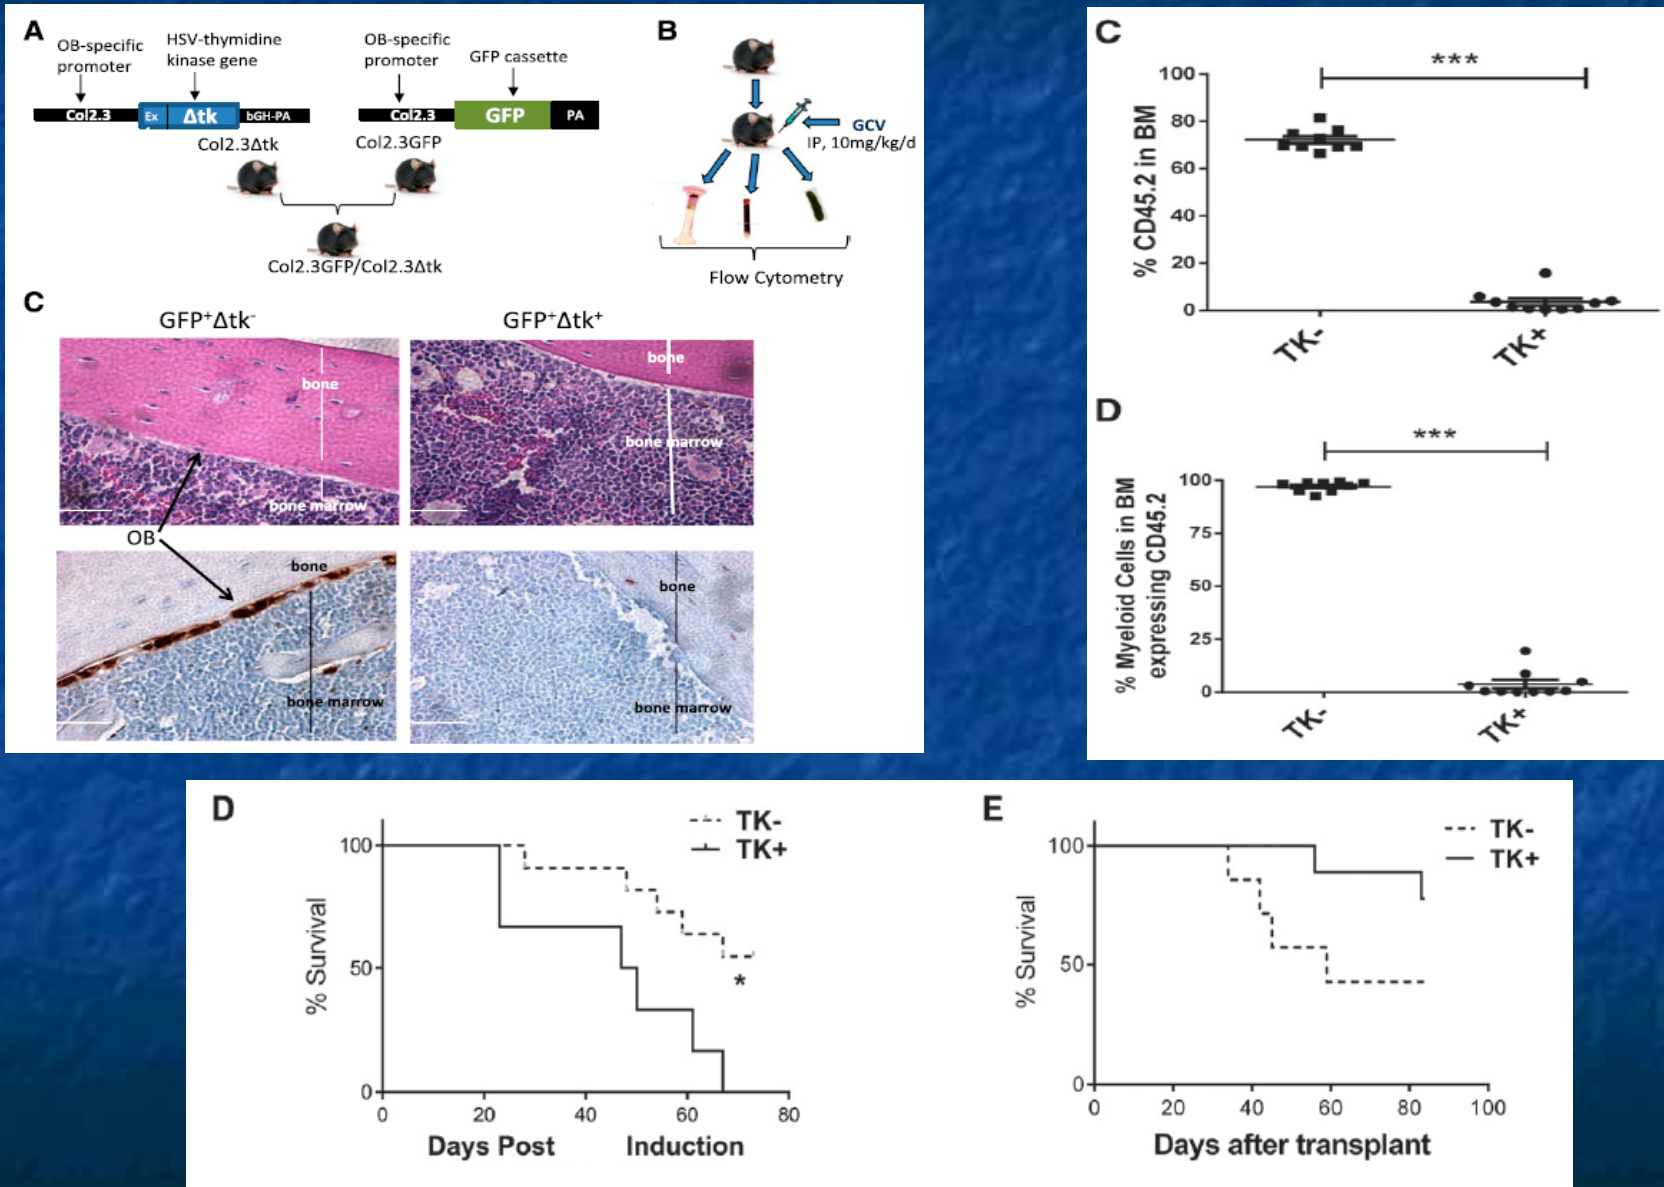 A
OB-specific
promoter
HSV-thymidine
kinase gene
OB-specific
promoter
GFP cassette
Col2.3
Ex
Δtk
bGH-PA
Col2.3
GFP
PA
Col2.3Δtk
Col2.3GFP
Col2.3GFP/Col2.3Δtk
B
GCV
IP, 10mg/kg/d
Flow Cytometry
C
GFP⁺Δtk⁻
GFP⁺Δtk⁺
bone
bone marrow
bone
bone marrow
OB
bone
bone marrow
bone
bone marrow
C
% CD45.2 in BM
100
80
60
40
20
0
***
TK-
TK+
D
% Myeloid Cells in BM
expressing CD45.2
100
75
50
25
0
***
TK-
TK+
D
TK-
TK+
% Survival
100
50
0
*
0 20 40 60 80
Days Post Induction
E
TK-
TK+
% Survival
100
50
0
0 20 40 60 80 100
Days after transplant